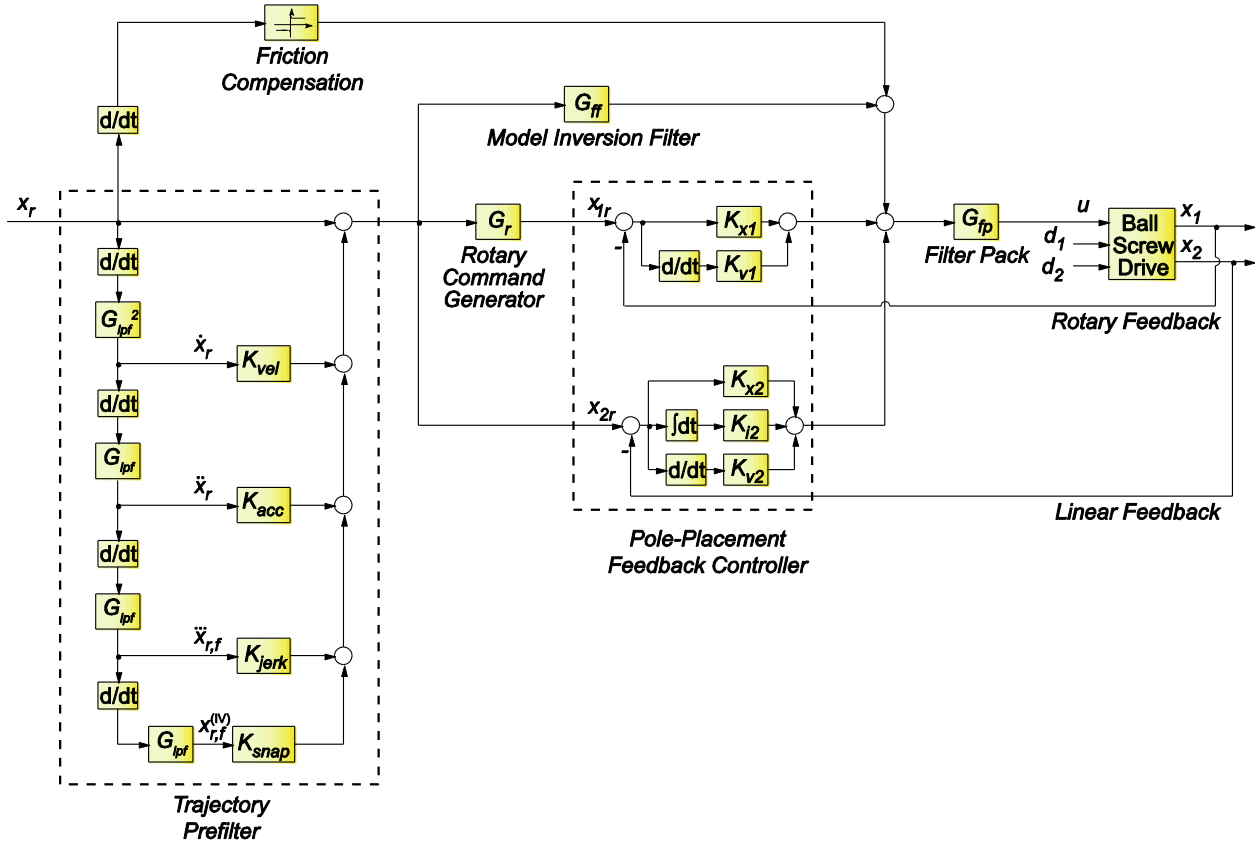 Friction
Compensation
d/dt
G_ff
Model Inversion Filter
x_r
G_r
Rotary
Command
Generator
x_1r
-
K_x1
d/dt
K_v1
G_fp
Filter Pack
u
d_1
d_2
Ball
Screw
Drive
x_1
x_2
Rotary Feedback
d/dt
G_lpf^2
ẋ_r
K_vel
d/dt
G_lpf
ẍ_r
K_acc
d/dt
G_lpf
x⃛_r,f
K_jerk
d/dt
G_lpf
x_r,f^(IV)
K_snap
Trajectory
Prefilter
x_2r
-
K_x2
∫dt
K_i2
d/dt
K_v2
Linear Feedback
Pole-Placement
Feedback Controller